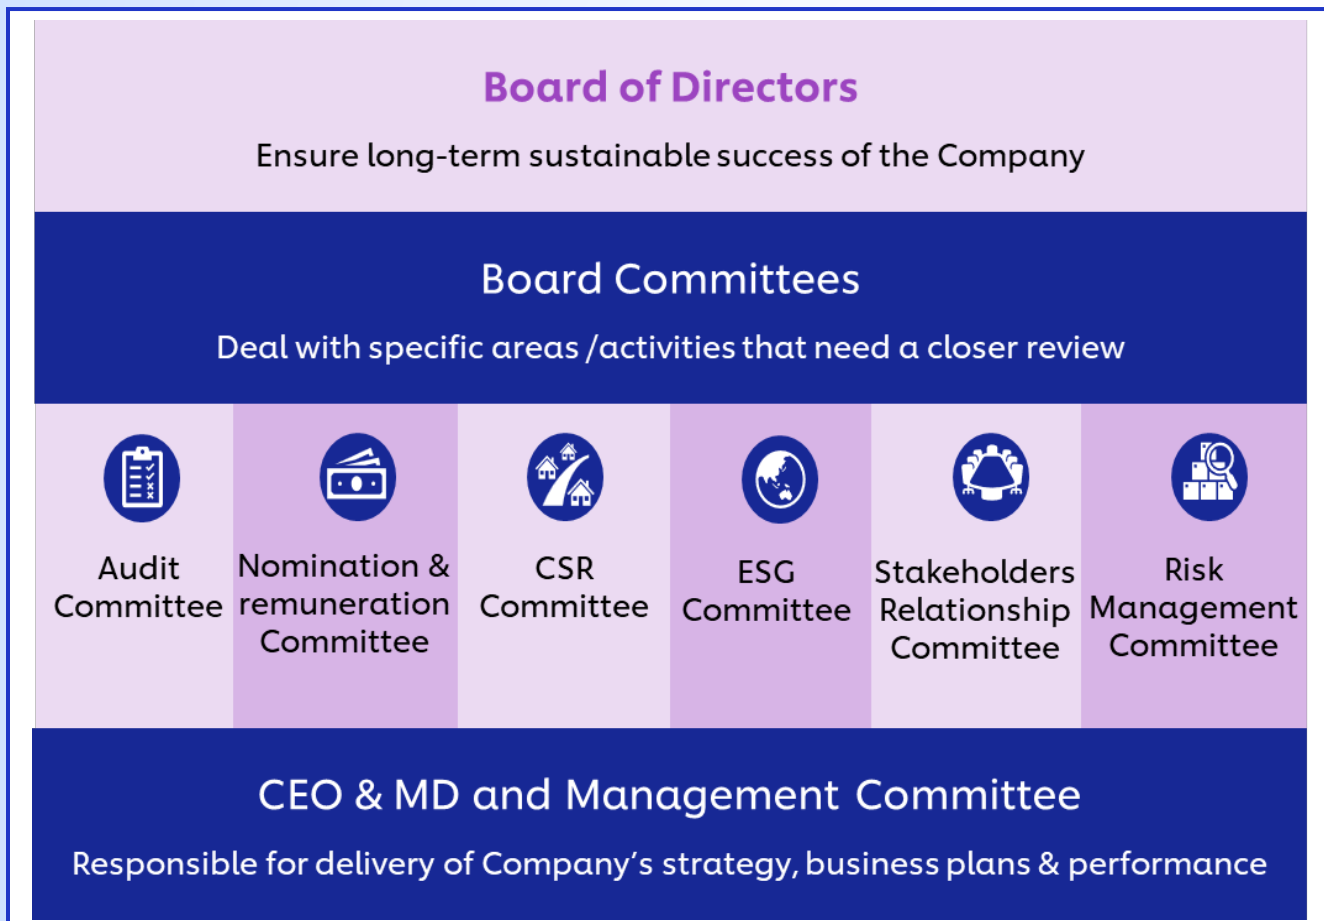 Board of Directors
Ensure long-term sustainable success of the Company
Board Committees
Deal with specific areas /activities that need a closer review
Audit
Committee
Nomination &
remuneration
Committee
CSR
Committee
ESG
Committee
Stakeholders
Relationship
Committee
Risk
Management
Committee
CEO & MD and Management Committee
Responsible for delivery of Company's strategy, business plans & performance